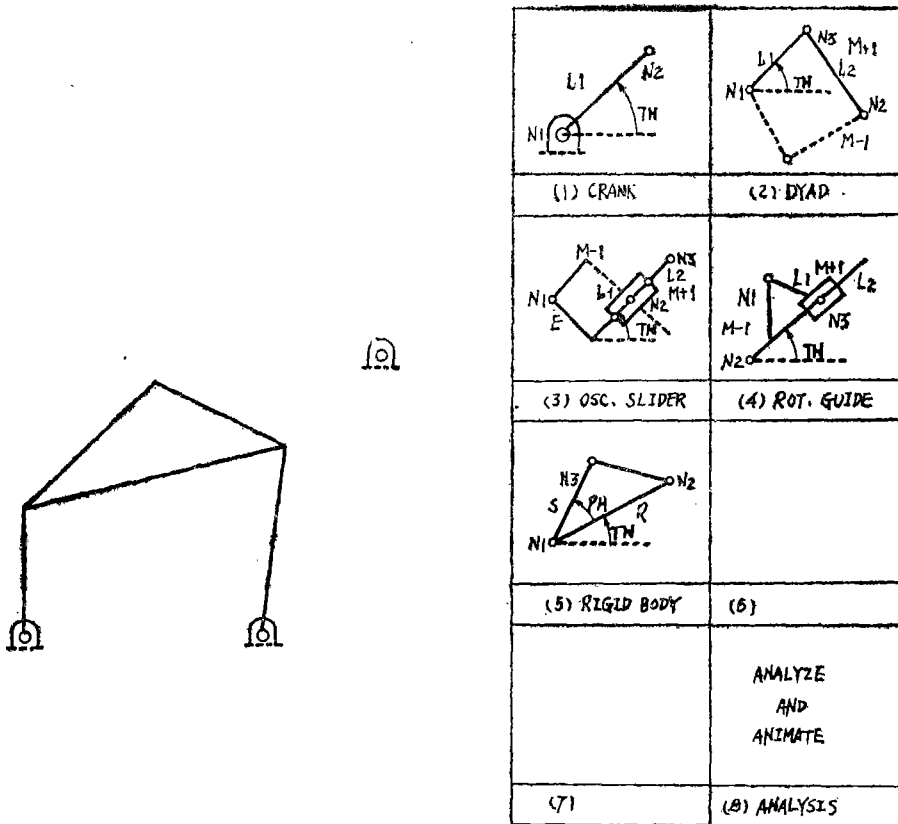 L1
N2
N1
TH
(1) CRANK
N3
M+1
L1
L2
N1
TH
N2
M-1
(2) DYAD
M-1
N3
L2
N1
L1
M+1
N2
E
TH
(3) OSC. SLIDER
M+1
L1
L2
N1
N3
M-1
TH
N2
(4) ROT. GUIDE
N3
N2
S
PH
R
N1
TH
(5) RIGID BODY
(6)
ANALYZE
AND
ANIMATE
(7)
(8) ANALYSIS